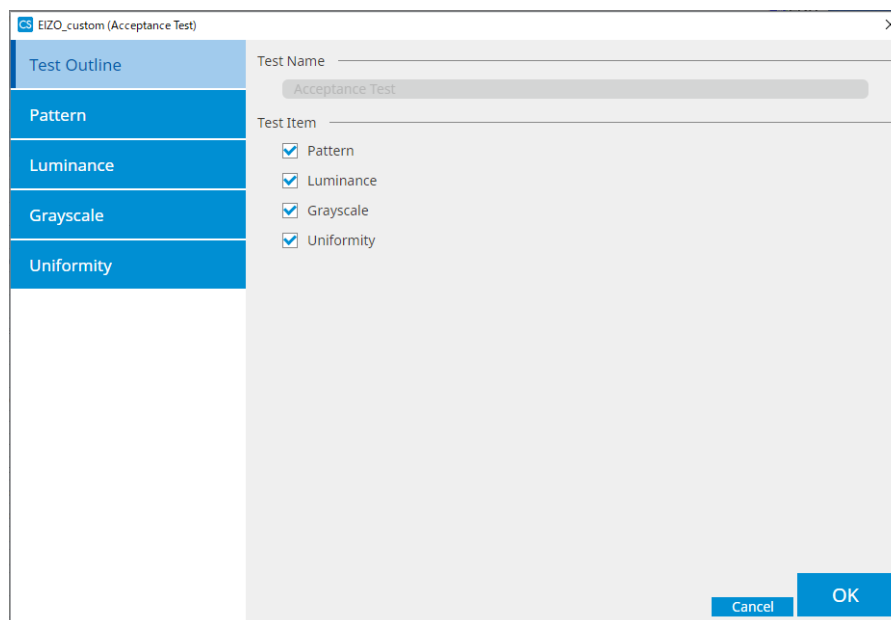 CS EIZO_custom (Acceptance Test)
Test Outline
Pattern
Luminance
Grayscale
Uniformity
Test Name
Acceptance Test
Test Item
Pattern
Luminance
Grayscale
Uniformity
Cancel
OK